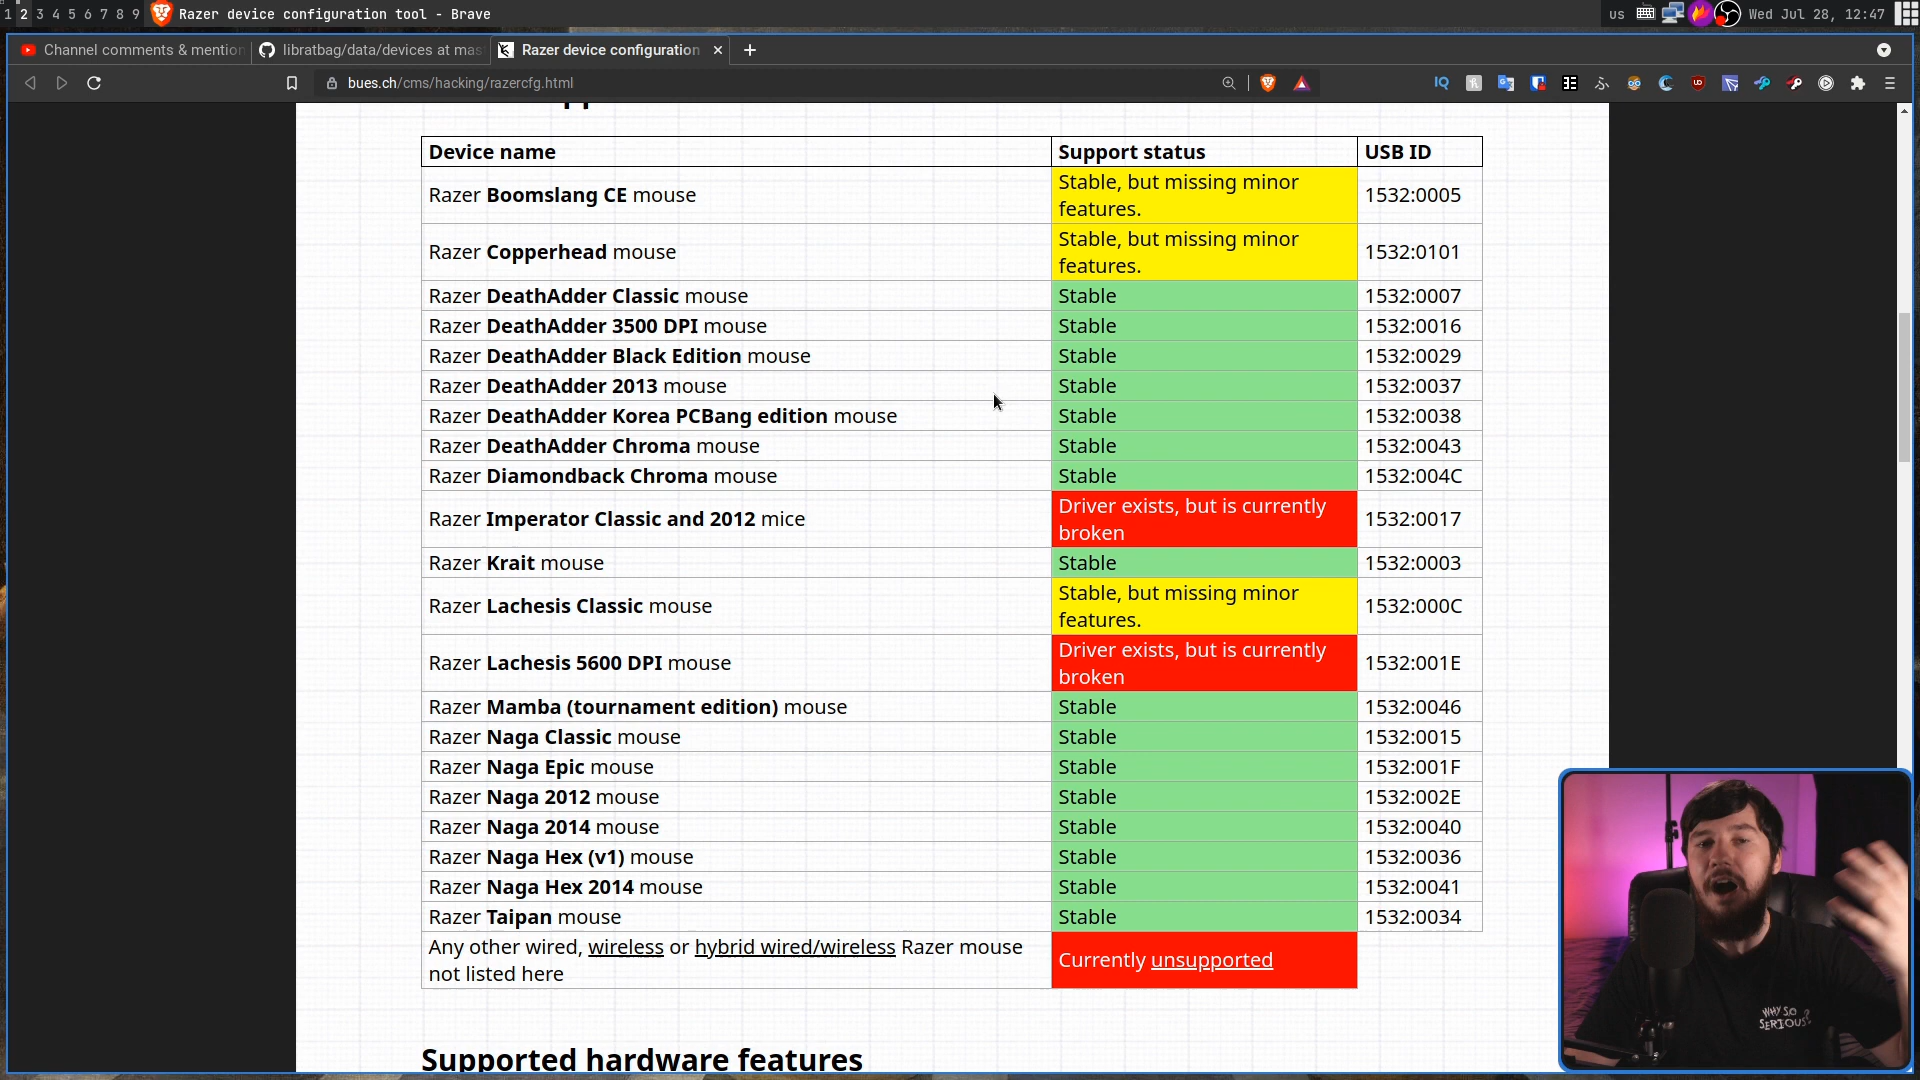 1 2 3 4 5 6 7 8 9 Razer device configuration tool - Brave us Wed Jul 28, 12:47
Channel comments & mention libratbag/data/devices at mas Razer device configuration
bues.ch/cms/hacking/razercfg.html IQ
Device name Support status USB ID
Razer Boomslang CE mouse Stable, but missing minor 1532:0005
features.
Razer Copperhead mouse Stable, but missing minor 1532:0101
features.
Razer DeathAdder Classic mouse Stable 1532:0007
Razer DeathAdder 3500 DPI mouse Stable 1532:0016
Razer DeathAdder Black Edition mouse Stable 1532:0029
Razer DeathAdder 2013 mouse Stable 1532:0037
Razer DeathAdder Korea PCBang edition mouse Stable 1532:0038
Razer DeathAdder Chroma mouse Stable 1532:0043
Razer Diamondback Chroma mouse Stable 1532:004C
Razer Imperator Classic and 2012 mice Driver exists, but is currently 1532:0017
broken
Razer Krait mouse Stable 1532:0003
Razer Lachesis Classic mouse Stable, but missing minor 1532:000C
features.
Razer Lachesis 5600 DPI mouse Driver exists, but is currently 1532:001E
broken
Razer Mamba (tournament edition) mouse Stable 1532:0046
Razer Naga Classic mouse Stable 1532:0015
Razer Naga Epic mouse Stable 1532:001F
Razer Naga 2012 mouse Stable 1532:002E
Razer Naga 2014 mouse Stable 1532:0040
Razer Naga Hex (v1) mouse Stable 1532:0036
Razer Naga Hex 2014 mouse Stable 1532:0041
Razer Taipan mouse Stable 1532:0034
Any other wired, wireless or hybrid wired/wireless Razer mouse Currently unsupported
not listed here
WHY SO
SERIOUS?
Supported hardware features